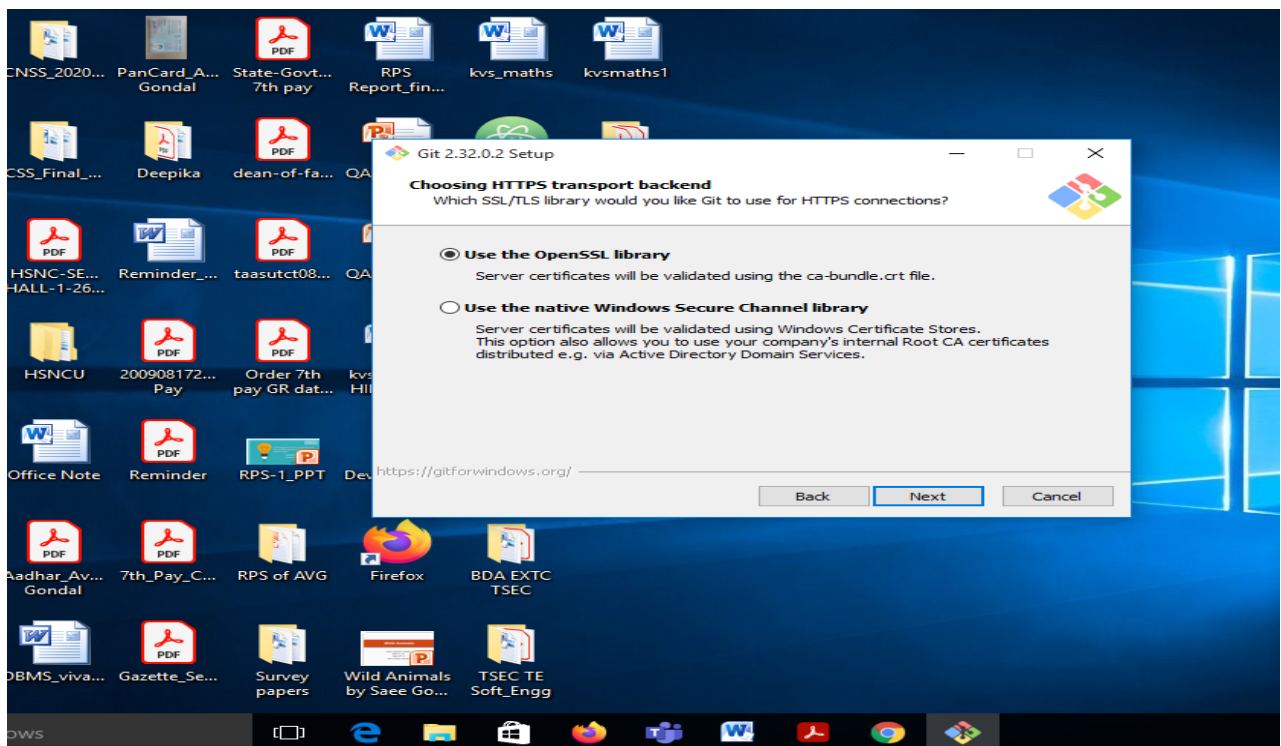 CNSS_2020... PanCard_A... State-Govt... RPS kvs_maths kvsmaths1
Gondal 7th pay Report_fin...
CSS_Final_... Deepika dean-of-fa... QA
HSNC-SE... Reminder_... taasutct08... QA
HALL-1-26...
HSNCU 200908172... Order 7th kvs
Pay pay GR dat... HI
Office Note Reminder RPS-1_PPT Dev
Aadhar_Av... 7th_Pay_C... RPS of AVG Firefox BDA EXTC
Gondal TSEC
DBMS_viva... Gazette_Se... Survey Wild Animals TSEC TE
papers by Saee Go... Soft_Engg
Git 2.32.0.2 Setup
Choosing HTTPS transport backend
Which SSL/TLS library would you like Git to use for HTTPS connections?
Use the OpenSSL library
Server certificates will be validated using the ca-bundle.crt file.
Use the native Windows Secure Channel library
Server certificates will be validated using Windows Certificate Stores.
This option also allows you to use your company's internal Root CA certificates
distributed e.g. via Active Directory Domain Services.
https://gitforwindows.org/
Back Next Cancel
ows